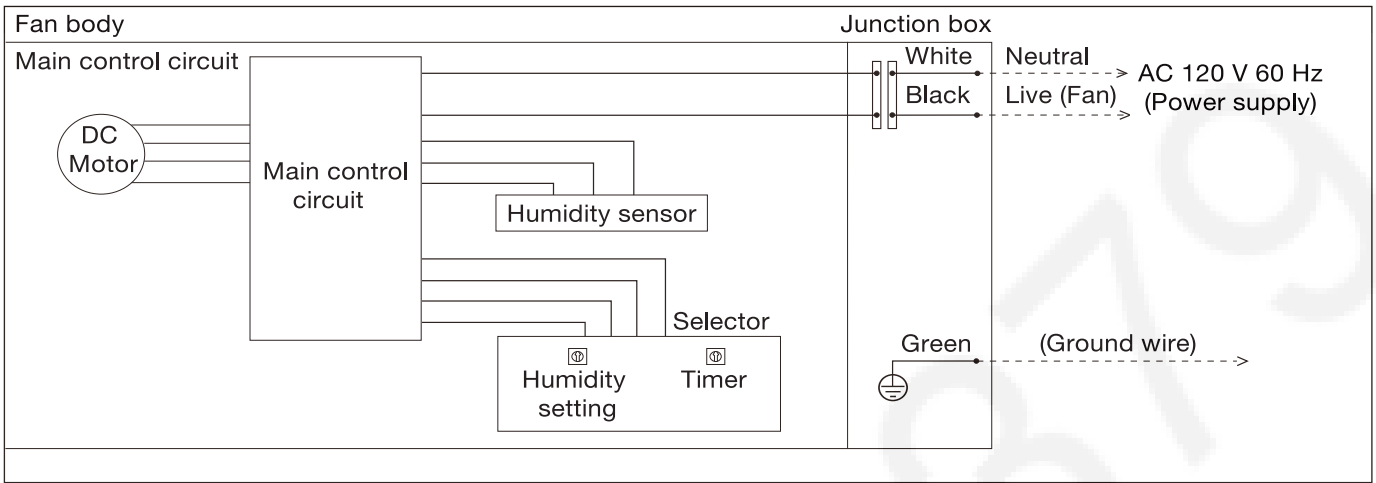 Fan body
Junction box
Main control circuit
White
Neutral
AC 120 V 60 Hz
(Power supply)
Black
Live (Fan)
DC
Motor
Main control
circuit
Humidity sensor
Selector
Humidity
setting
Timer
Green
(Ground wire)
379